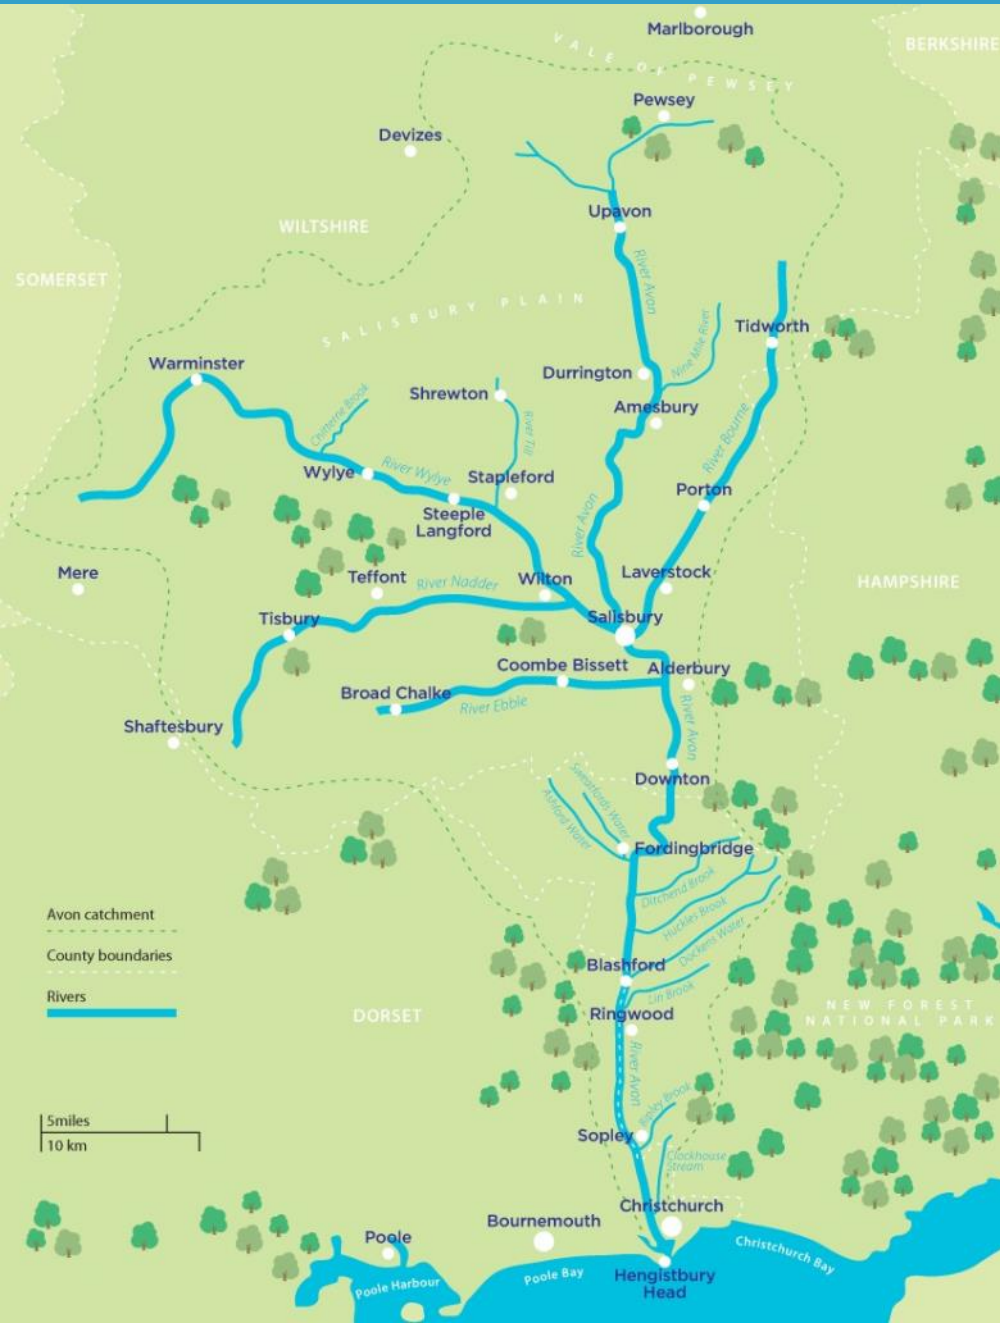 Marlborough
BERKSHIRE
VALE OF PEWSEY
Pewsey
Devizes
Upavon
WILTSHIRE
SOMERSET
River Avon
SALISBURY PLAIN
Nine Mile River
Tidworth
Warminster
Durrington
Shrewton
Chitterne Brook
Amesbury
River Till
River Bourne
Wylye
River Wylye
Stapleford
Porton
Steeple
Langford
River Avon
Mere
Teffont
River Nadder
Wilton
Laverstock
HAMPSHIRE
Tisbury
Salisbury
Coombe Bissett
Alderbury
Broad Chalke
River Ebble
River Avon
Shaftesbury
Downton
Sweatfords Water
Ashford Water
Fordingbridge
Ditchend Brook
Huckles Brook
Dockens Water
Avon catchment
County boundaries
Rivers
Blashford
Lin Brook
Ringwood
DORSET
NEW FOREST
NATIONAL PARK
River Avon
Ripley Brook
5miles
10 km
Sopley
Clockhouse
Stream
Christchurch
Bournemouth
Poole
Christchurch Bay
Poole Harbour
Poole Bay
Hengistbury
Head